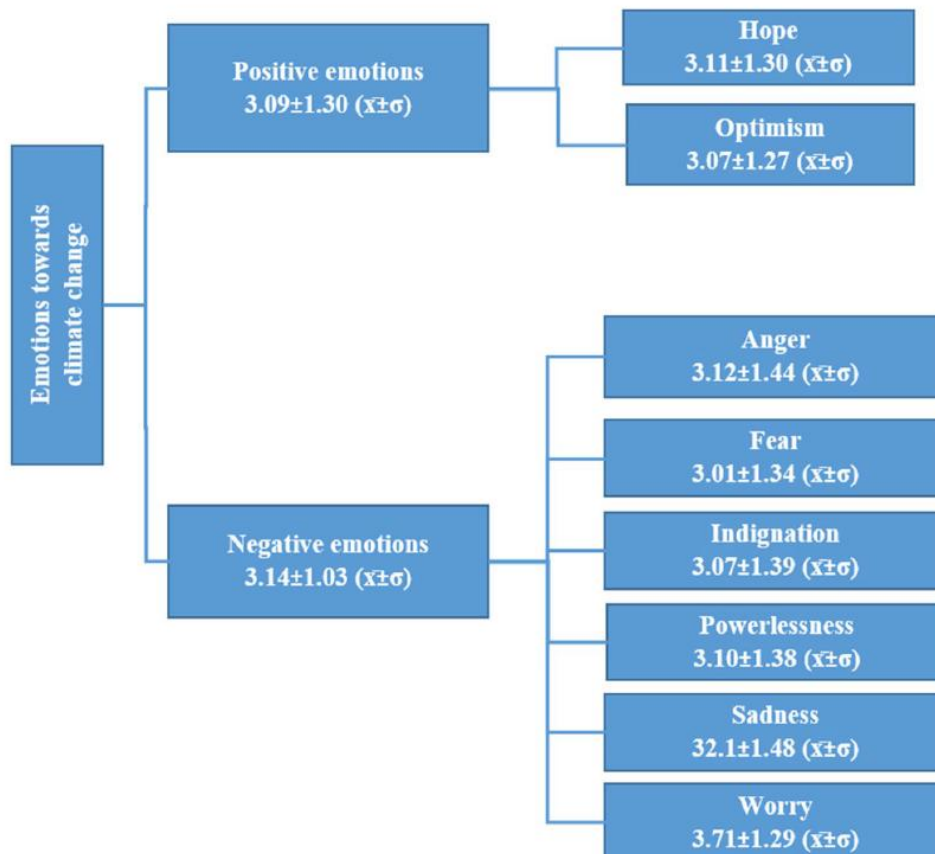 Emotions towards
climate change
Positive emotions
3.09±1.30 (x̄±σ)
Hope
3.11±1.30 (x̄±σ)
Optimism
3.07±1.27 (x̄±σ)
Negative emotions
3.14±1.03 (x̄±σ)
Anger
3.12±1.44 (x̄±σ)
Fear
3.01±1.34 (x̄±σ)
Indignation
3.07±1.39 (x̄±σ)
Powerlessness
3.10±1.38 (x̄±σ)
Sadness
32.1±1.48 (x̄±σ)
Worry
3.71±1.29 (x̄±σ)